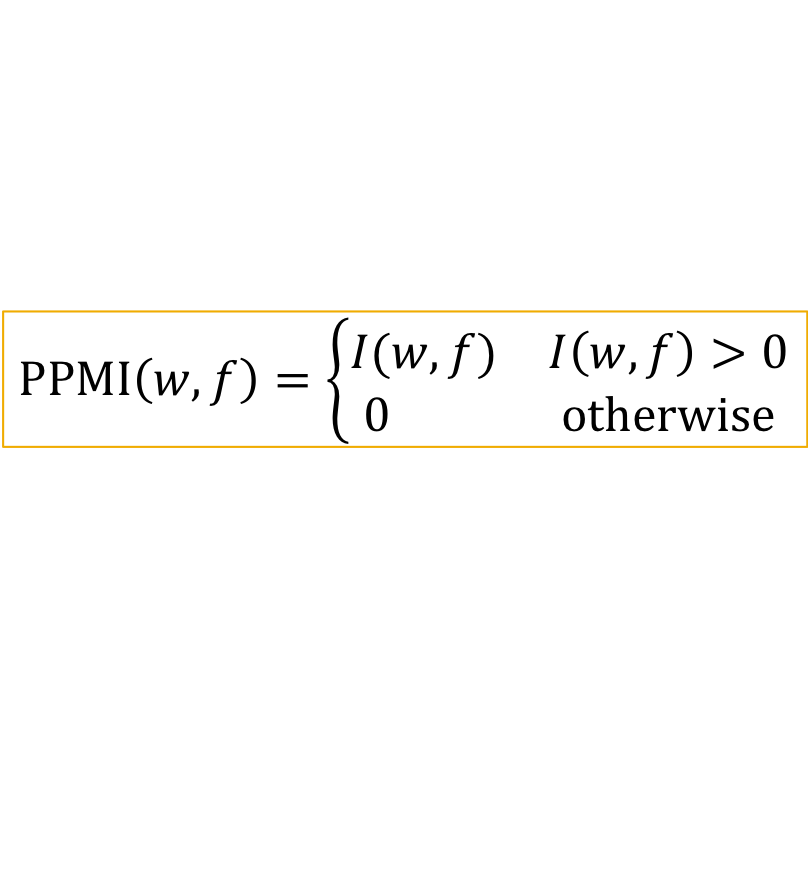 PPMI(w, f) = { I(w, f) I(w, f) > 0
0 otherwise